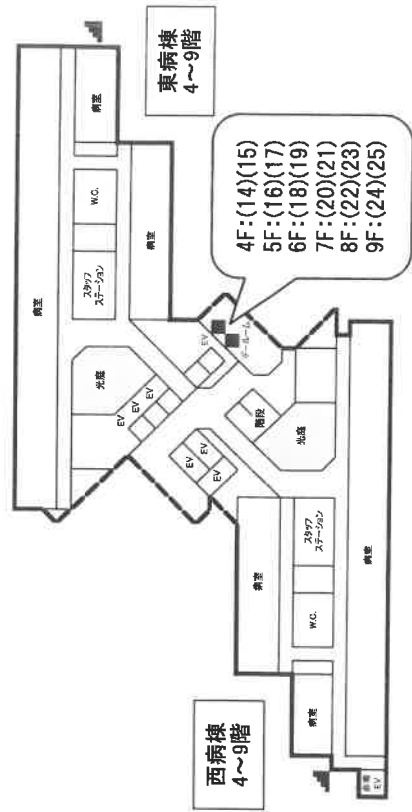 東病棟
4～9階
病室
病室
W.C.
スタッフ
ステーション
病室
光庭
EV
EV
EV
EV
デールーム
4F:(14)(15)
5F:(16)(17)
6F:(18)(19)
7F:(20)(21)
8F:(22)(23)
9F:(24)(25)
EV
EV
EV
階段
光庭
病室
スタッフ
ステーション
W.C.
病室
病室
西病棟
4～9階
EV